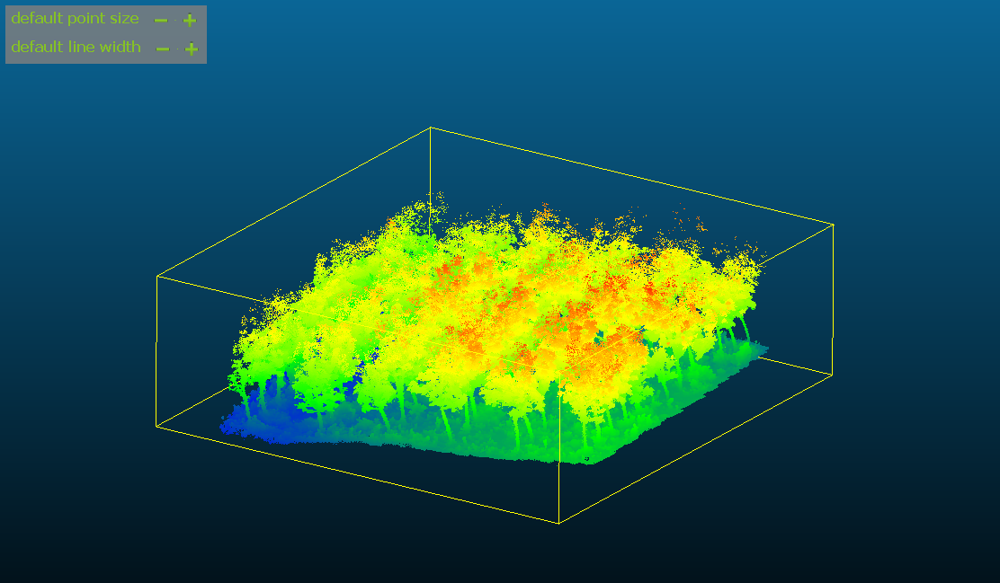 default point size − +
default line width − +